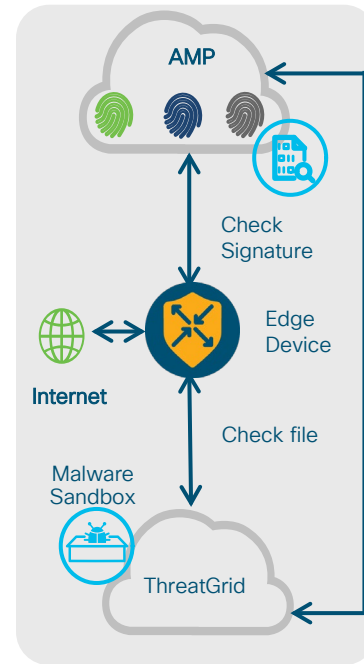 AMP
Check
Signature
Edge
Device
Internet
Check file
Malware
Sandbox
ThreatGrid